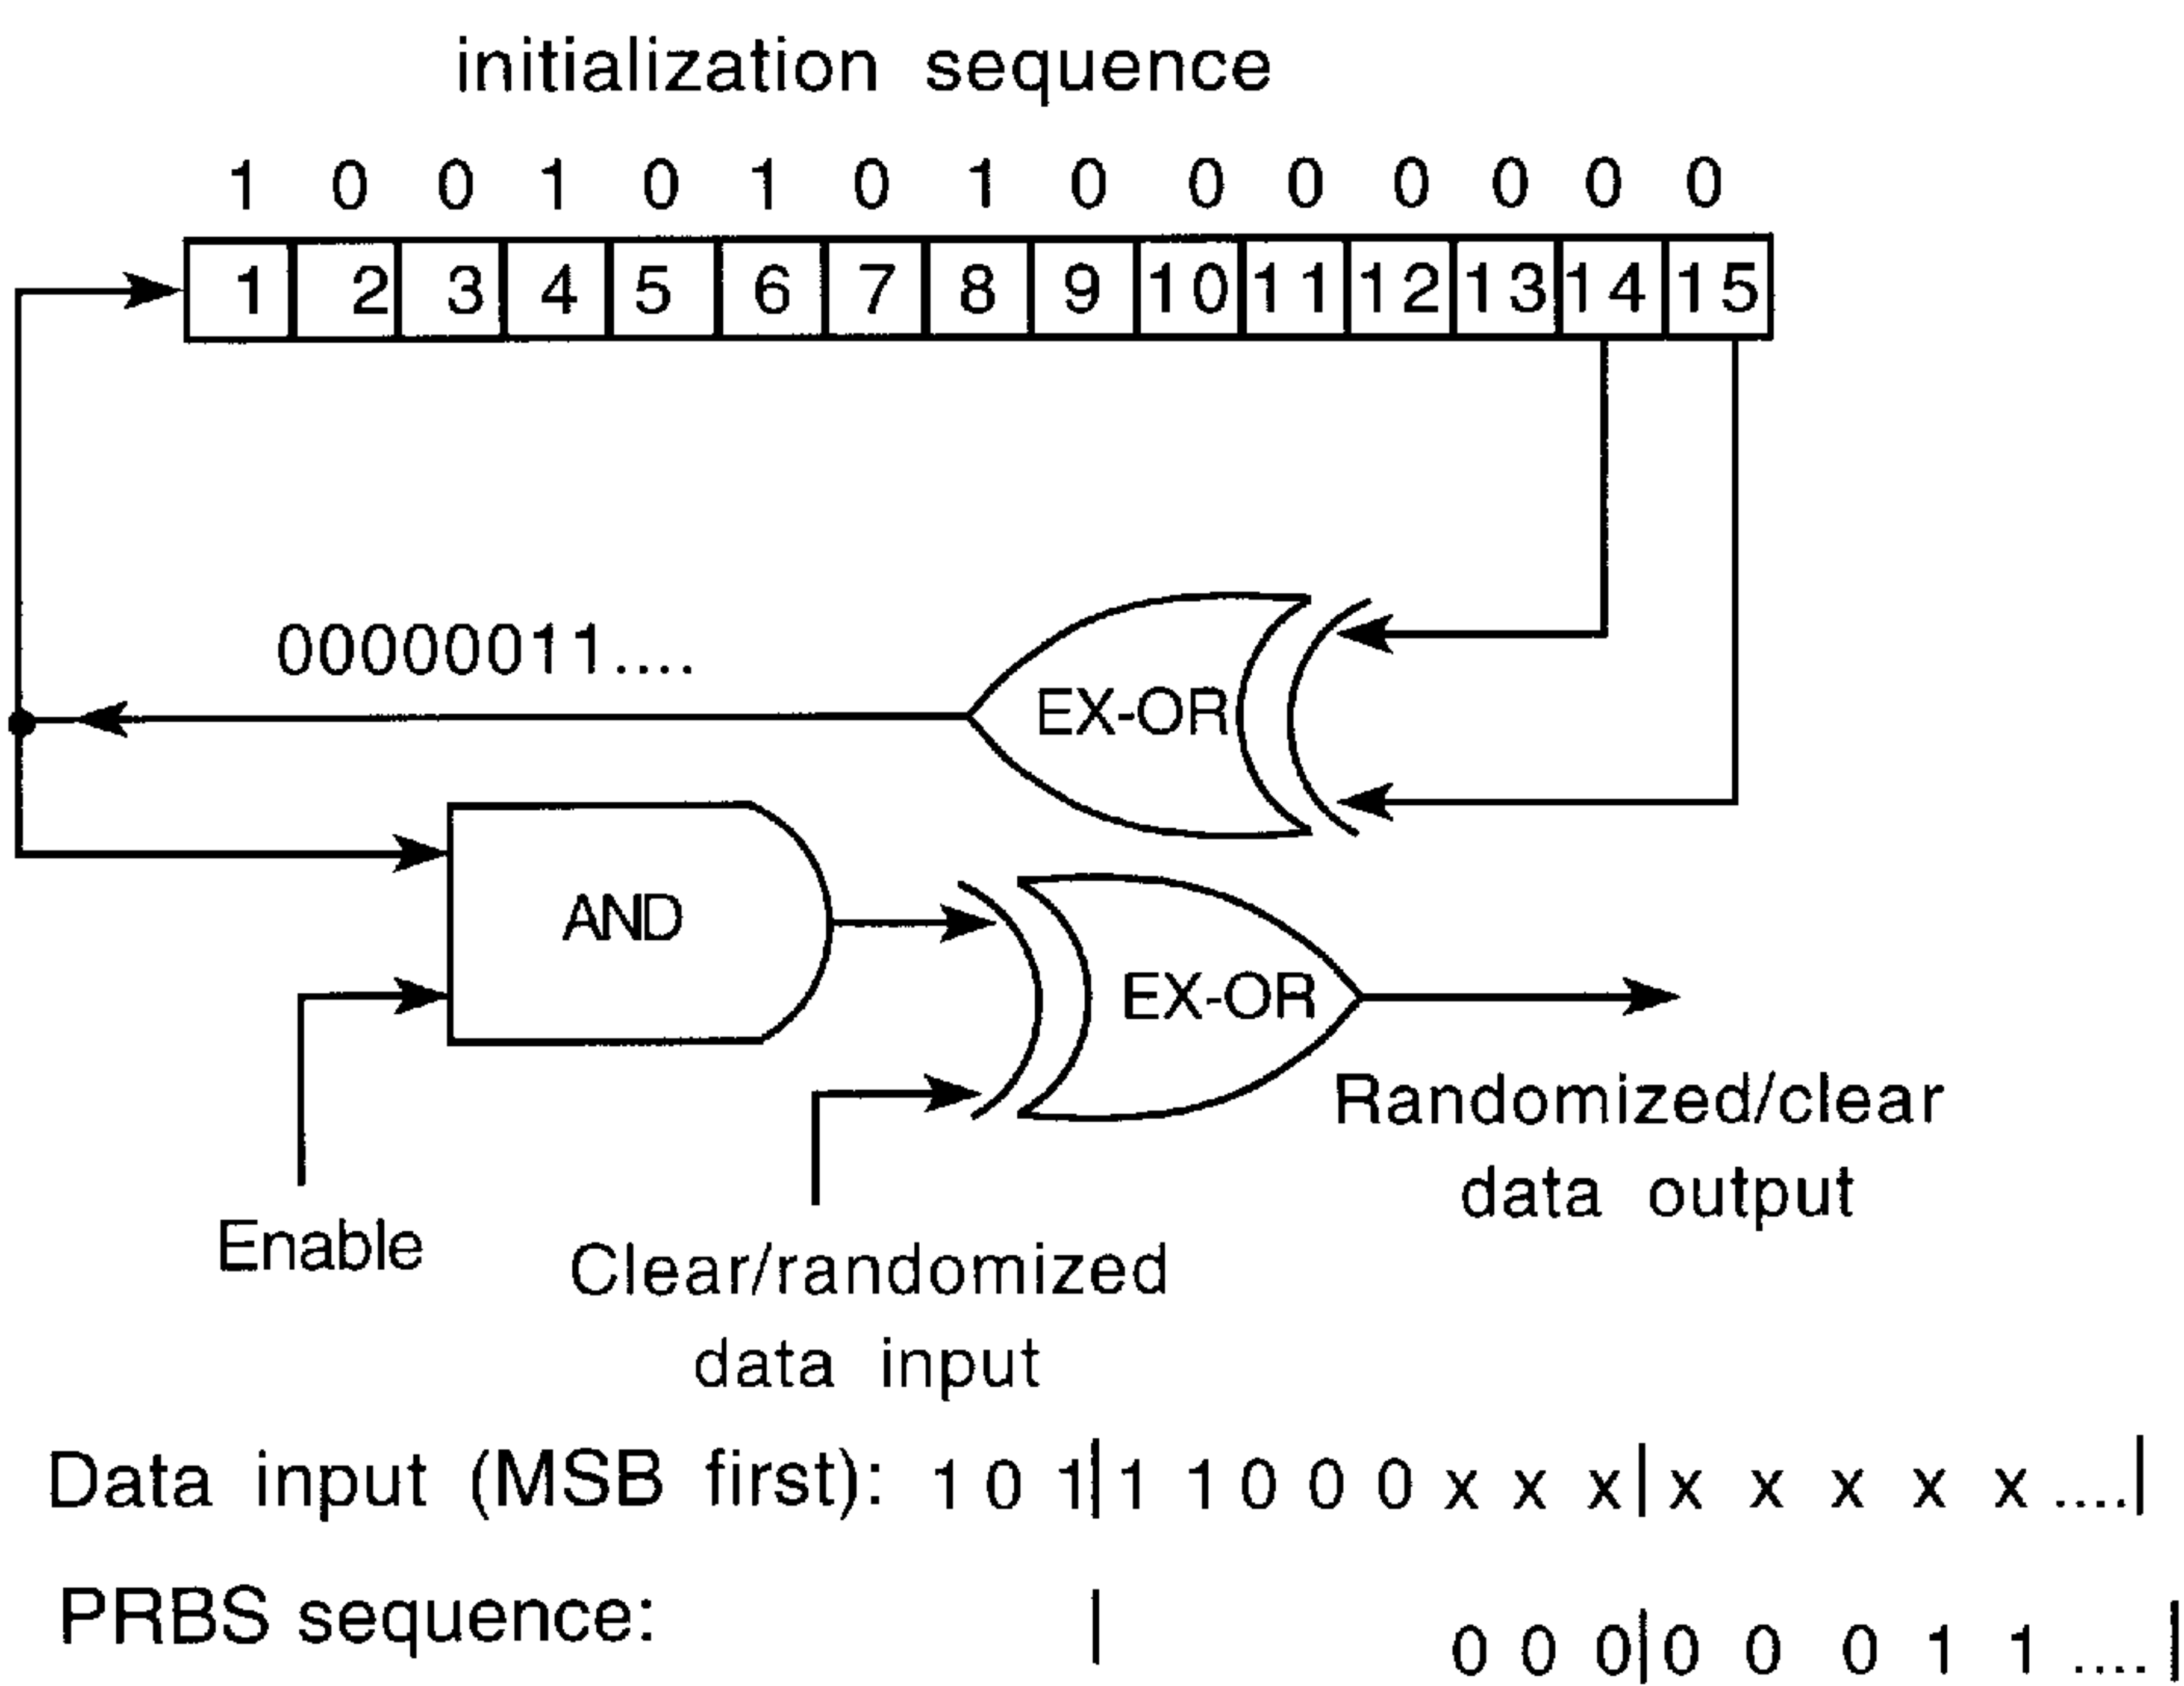 initialization sequence
1 0 0 1 0 1 0 1 0 0 0 0 0 0 0
1 2 3 4 5 6 7 8 9 10 11 12 13 14 15
00000011....
EX-OR
AND
EX-OR
Randomized/clear
data output
Enable
Clear/randomized
data input
Data input (MSB first): 1 0 1|1 1 0 0 0 x x x|x x x x x ....|
PRBS sequence: | 0 0 0|0 0 0 1 1 ....|